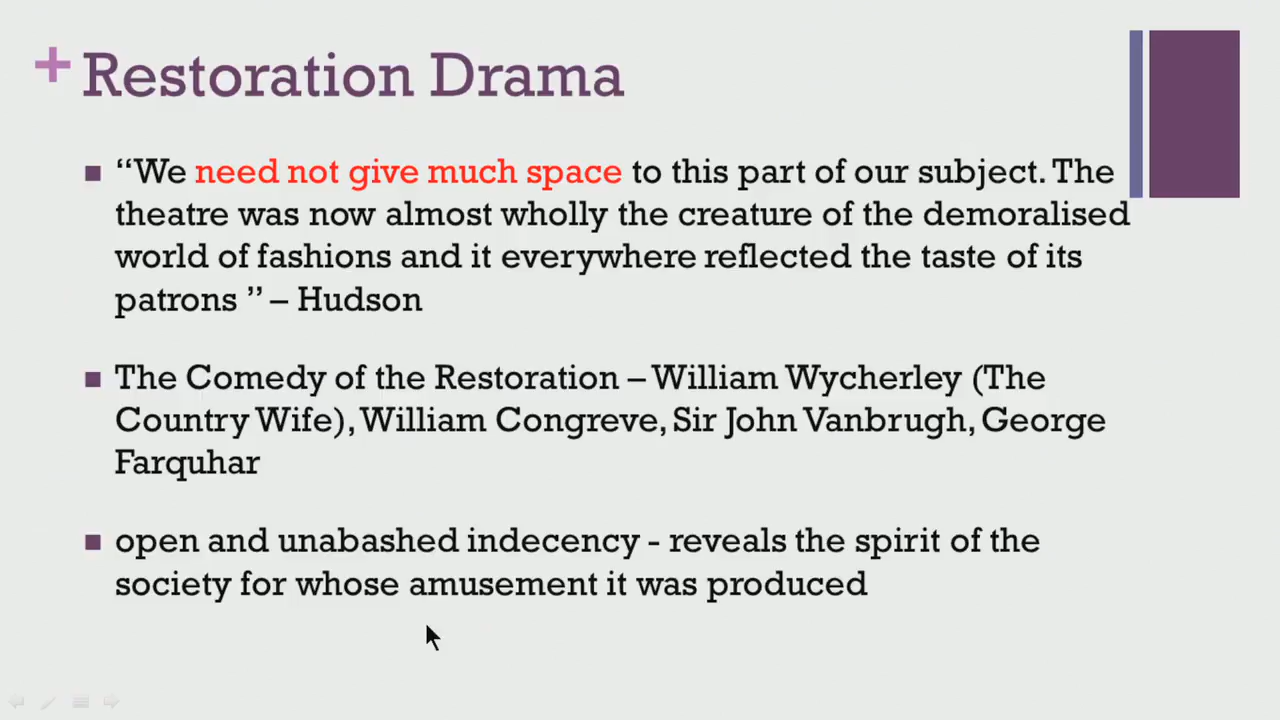 + Restoration Drama
“We need not give much space to this part of our subject. The
theatre was now almost wholly the creature of the demoralised
world of fashions and it everywhere reflected the taste of its
patrons ” – Hudson
The Comedy of the Restoration – William Wycherley (The
Country Wife), William Congreve, Sir John Vanbrugh, George
Farquhar
open and unabashed indecency - reveals the spirit of the
society for whose amusement it was produced